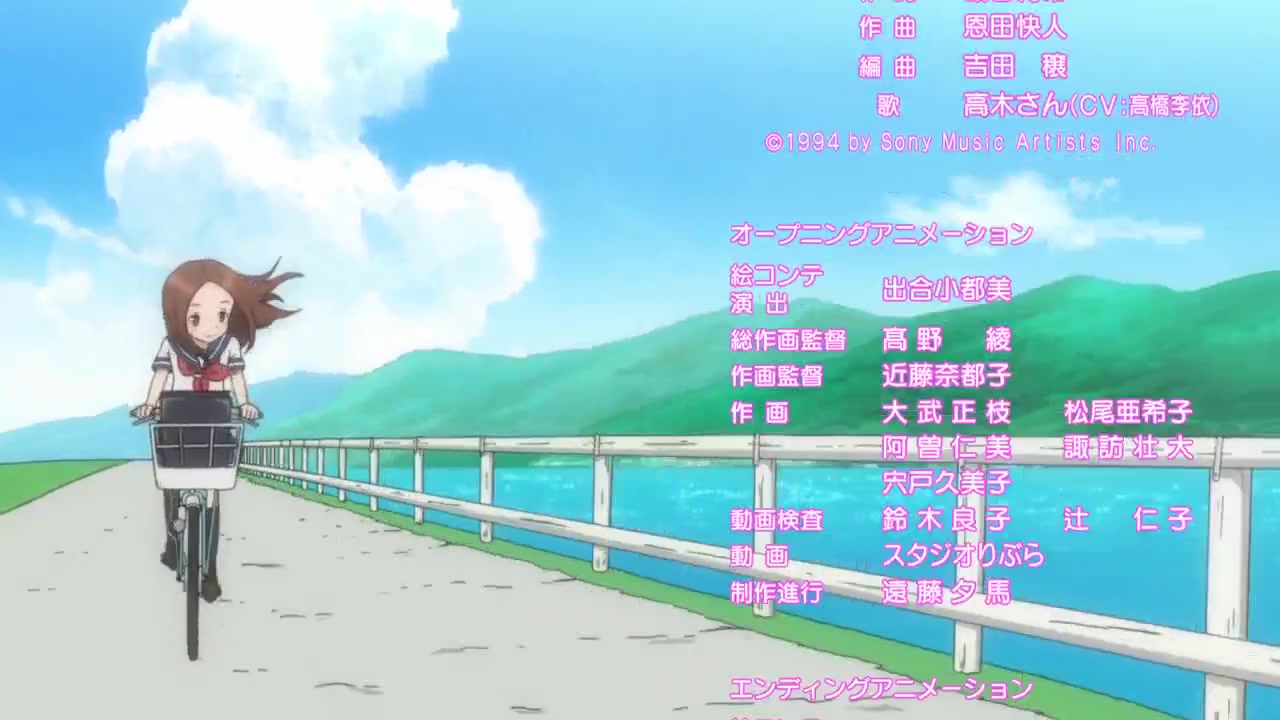 作 曲 恩田快人
編 曲 吉田 穣
歌 高木さん(CV:高橋李依)
©1994 by Sony Music Artists Inc.
オープニングアニメーション
絵コンテ
演 出 出合小都美
総作画監督 髙野 綾
作画監督 近藤奈都子
作 画 大武正枝 松尾亜希子
阿曽仁美 諏訪壮大
宍戸久美子
動画検査 鈴木良子 辻 仁子
動 画 スタジオりぶら
制作進行 遠藤夕馬
エンディングアニメーション